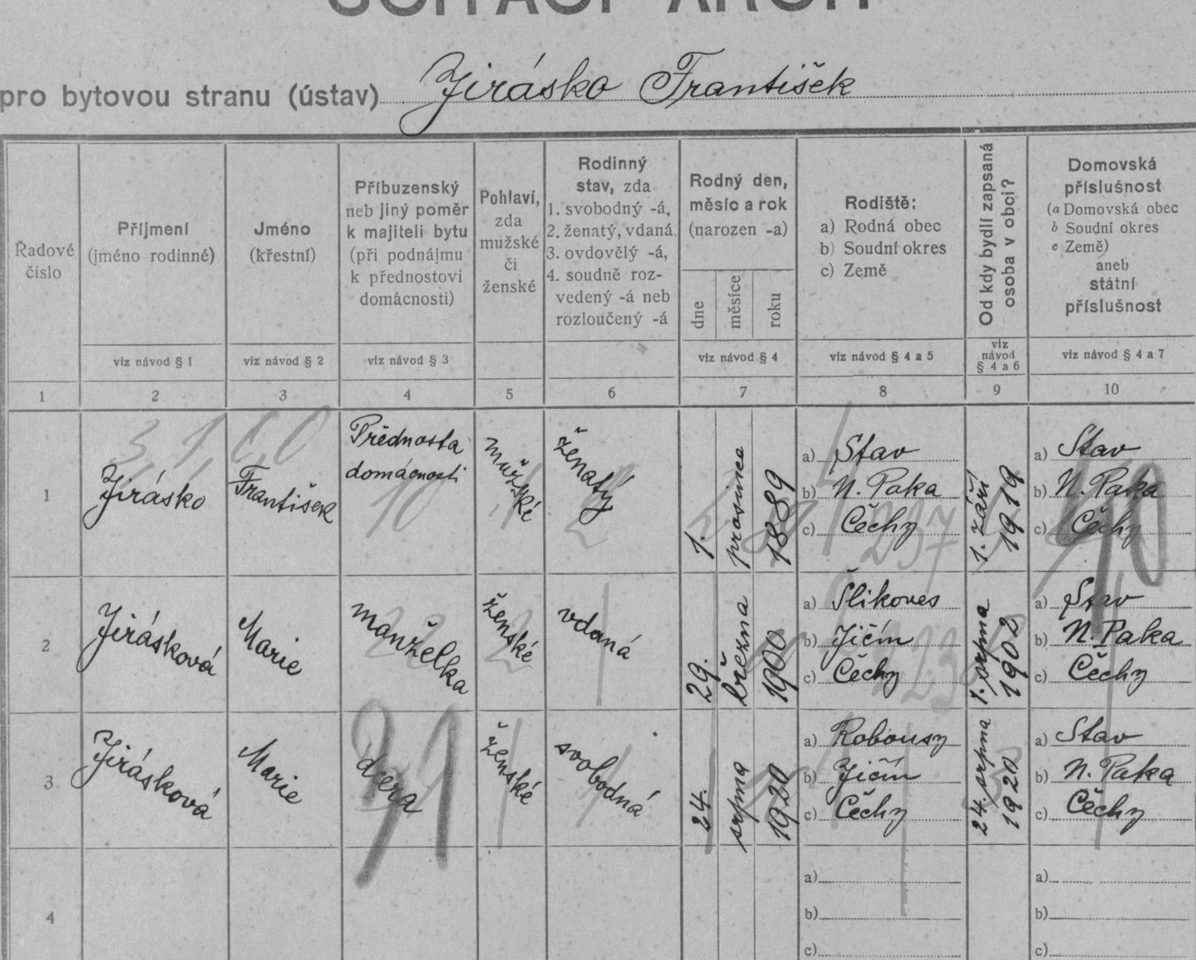 SČÍTACÍ ARCH
pro bytovou stranu (ústav) Jirásko František
Řadové
číslo
Příjmení
(jméno rodinné)
viz návod § 1
Jméno
(křestní)
viz návod § 2
Příbuzenský
neb jiný poměr
k majiteli bytu
(při podnájmu
k přednostovi
domácnosti)
viz návod § 3
Pohlaví,
zda
mužské
či
ženské
Rodinný
stav, zda
1. svobodný -á,
2. ženatý, vdaná
3. ovdovělý -á,
4. soudně roz-
vedený -á neb
rozloučený -á
Rodný den,
měsíc a rok
(narozen -a)
dne
měsíce
roku
viz návod § 4
Rodiště:
a) Rodná obec
b) Soudní okres
c) Země
viz návod § 4 a 5
Od kdy bydlí zapsaná
osoba v obci?
viz
návod
§ 4 a 6
Domovská
příslušnost
(a Domovská obec
b Soudní okres
c Země)
aneb
státní
příslušnost
viz návod § 4 a 7
1 2 3 4 5 6 7 8 9 10
1
Jirásko
František
Přednosta
domácnosti
10
mužské
ženatý
2
1.
prosince
1889
a) Stav
b) N. Paka
c) Čechy
237
1. září
1919
a) Stav
b) N. Paka
c) Čechy
2
Jirásková
Marie
manželka
ženské
vdaná
29.
března
1900
a) Šlikoves
b) Jičín
c) Čechy
1. srpna
1902
a) Stav
b) N. Paka
c) Čechy
3
Jirásková
Marie
dcera
ženské
svobodná
24.
srpna
1920
a) Robousy
b) Jičín
c) Čechy
24. srpna
1920
a) Stav
b) N. Paka
c) Čechy
4
a)
b)
c)
a)
b)
c)